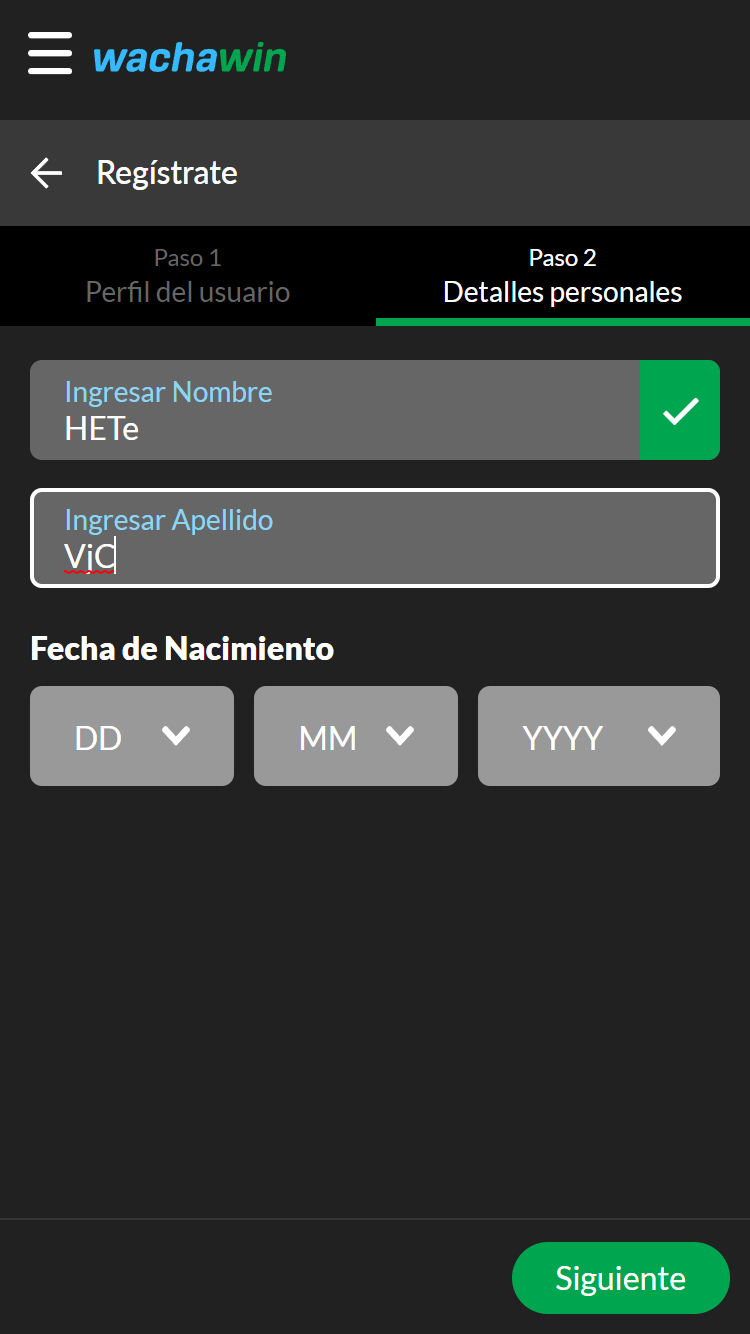 wachawin
Regístrate
Paso 1
Perfil del usuario
Paso 2
Detalles personales
Ingresar Nombre
HETe
Ingresar Apellido
VjC
Fecha de Nacimiento
DD
MM
YYYY
Siguiente